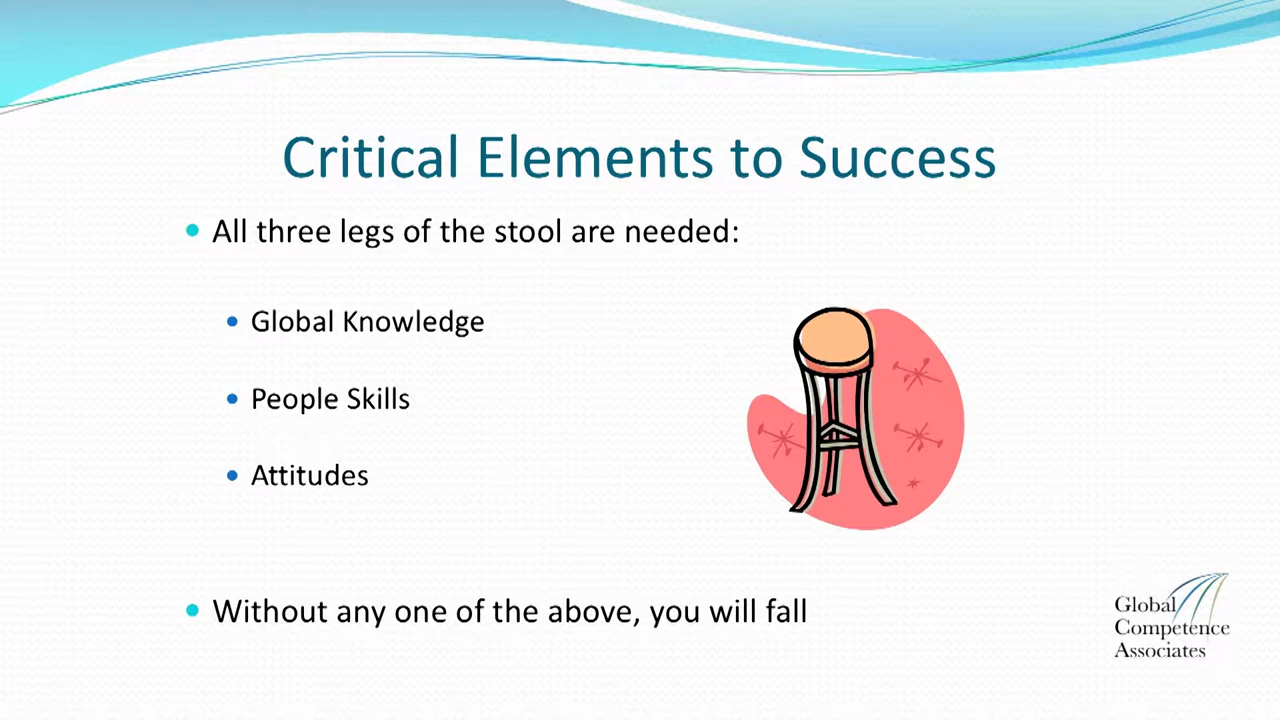 Critical Elements to Success
All three legs of the stool are needed:
Global Knowledge
People Skills
Attitudes
Without any one of the above, you will fall
Global
Competence
Associates